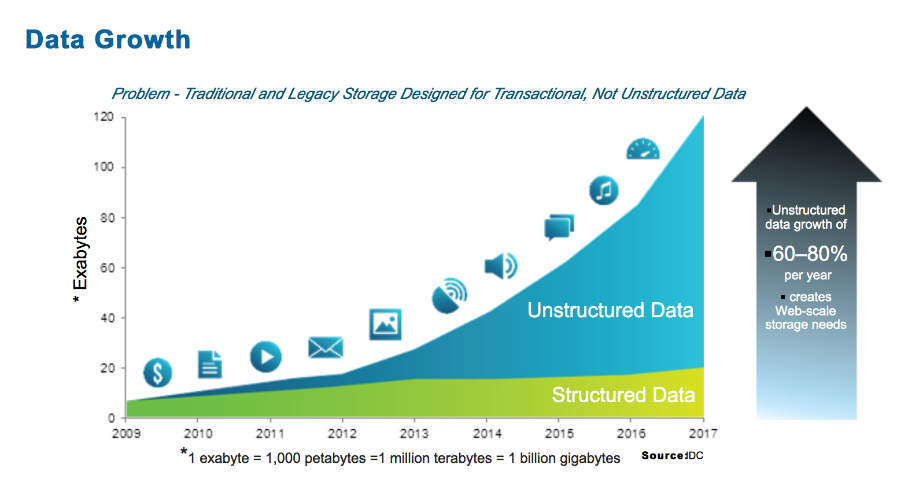 Data Growth
Problem - Traditional and Legacy Storage Designed for Transactional, Not Unstructured Data
120
100
80
60
40
20
0
* Exabytes
$
Unstructured Data
Structured Data
2009 2010 2011 2012 2013 2014 2015 2016 2017
*1 exabyte = 1,000 petabytes =1 million terabytes = 1 billion gigabytes
Source:IDC
▪Unstructured
data growth of
▪60–80%
per year
▪ creates
Web-scale
storage needs